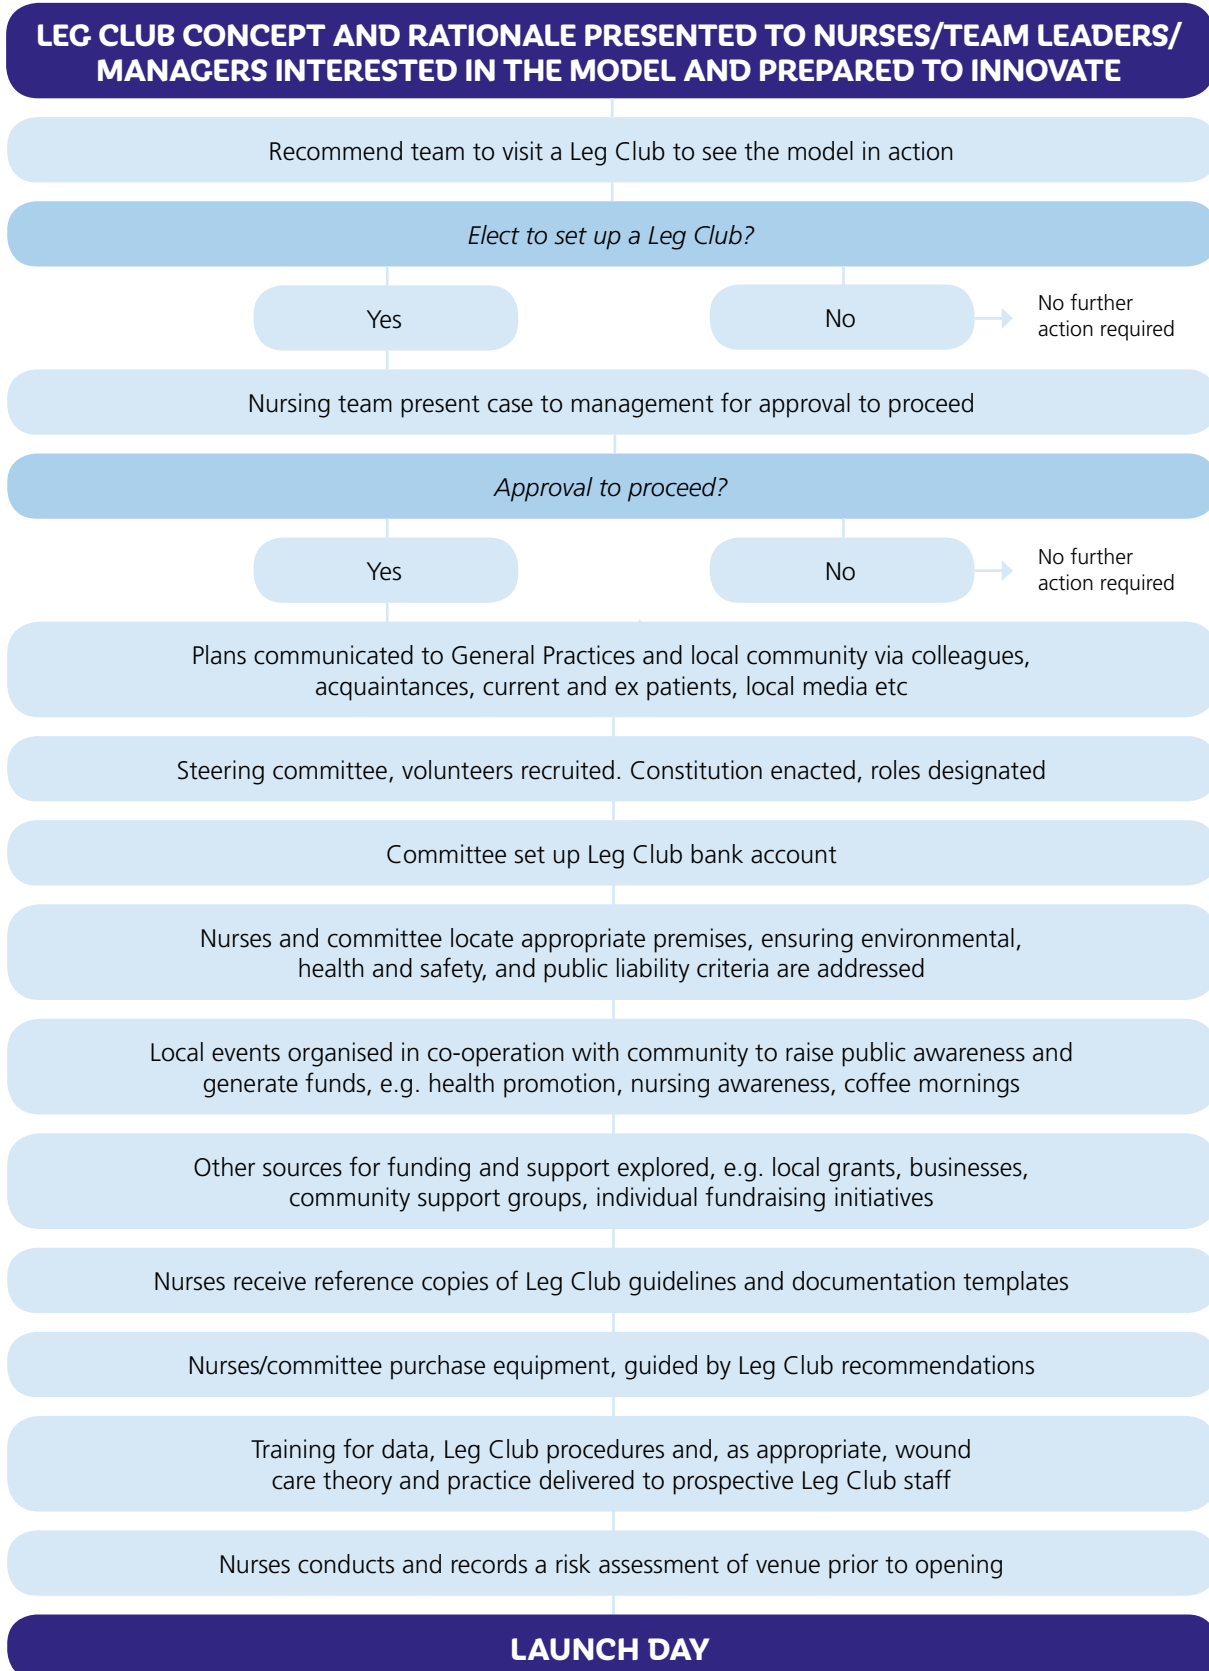 LEG CLUB CONCEPT AND RATIONALE PRESENTED TO NURSES/TEAM LEADERS/
MANAGERS INTERESTED IN THE MODEL AND PREPARED TO INNOVATE
Recommend team to visit a Leg Club to see the model in action
Elect to set up a Leg Club?
Yes
No
No further
action required
Nursing team present case to management for approval to proceed
Approval to proceed?
Yes
No
No further
action required
Plans communicated to General Practices and local community via colleagues,
acquaintances, current and ex patients, local media etc
Steering committee, volunteers recruited. Constitution enacted, roles designated
Committee set up Leg Club bank account
Nurses and committee locate appropriate premises, ensuring environmental,
health and safety, and public liability criteria are addressed
Local events organised in co-operation with community to raise public awareness and
generate funds, e.g. health promotion, nursing awareness, coffee mornings
Other sources for funding and support explored, e.g. local grants, businesses,
community support groups, individual fundraising initiatives
Nurses receive reference copies of Leg Club guidelines and documentation templates
Nurses/committee purchase equipment, guided by Leg Club recommendations
Training for data, Leg Club procedures and, as appropriate, wound
care theory and practice delivered to prospective Leg Club staff
Nurses conducts and records a risk assessment of venue prior to opening
LAUNCH DAY